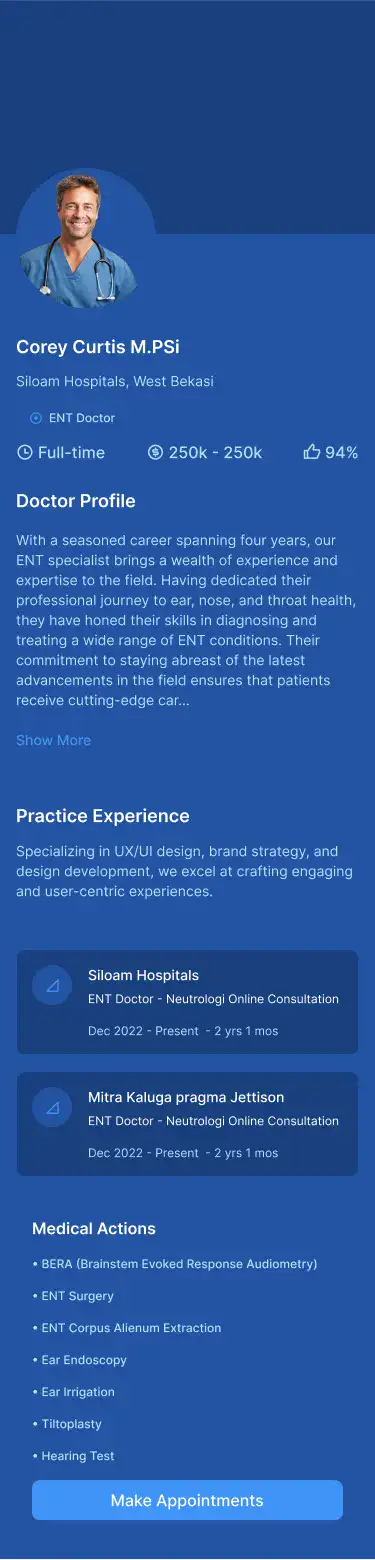 Corey Curtis M.PSi
Siloam Hospitals, West Bekasi
ENT Doctor
Full-time 250k - 250k 94%
Doctor Profile
With a seasoned career spanning four years, our
ENT specialist brings a wealth of experience and
expertise to the field. Having dedicated their
professional journey to ear, nose, and throat health,
they have honed their skills in diagnosing and
treating a wide range of ENT conditions. Their
commitment to staying abreast of the latest
advancements in the field ensures that patients
receive cutting-edge car...
Show More
Practice Experience
Specializing in UX/UI design, brand strategy, and
design development, we excel at crafting engaging
and user-centric experiences.
Siloam Hospitals
ENT Doctor - Neutrologi Online Consultation
Dec 2022 - Present - 2 yrs 1 mos
Mitra Kaluga pragma Jettison
ENT Doctor - Neutrologi Online Consultation
Dec 2022 - Present - 2 yrs 1 mos
Medical Actions
• BERA (Brainstem Evoked Response Audiometry)
• ENT Surgery
• ENT Corpus Alienum Extraction
• Ear Endoscopy
• Ear Irrigation
• Tiltoplasty
• Hearing Test
Make Appointments